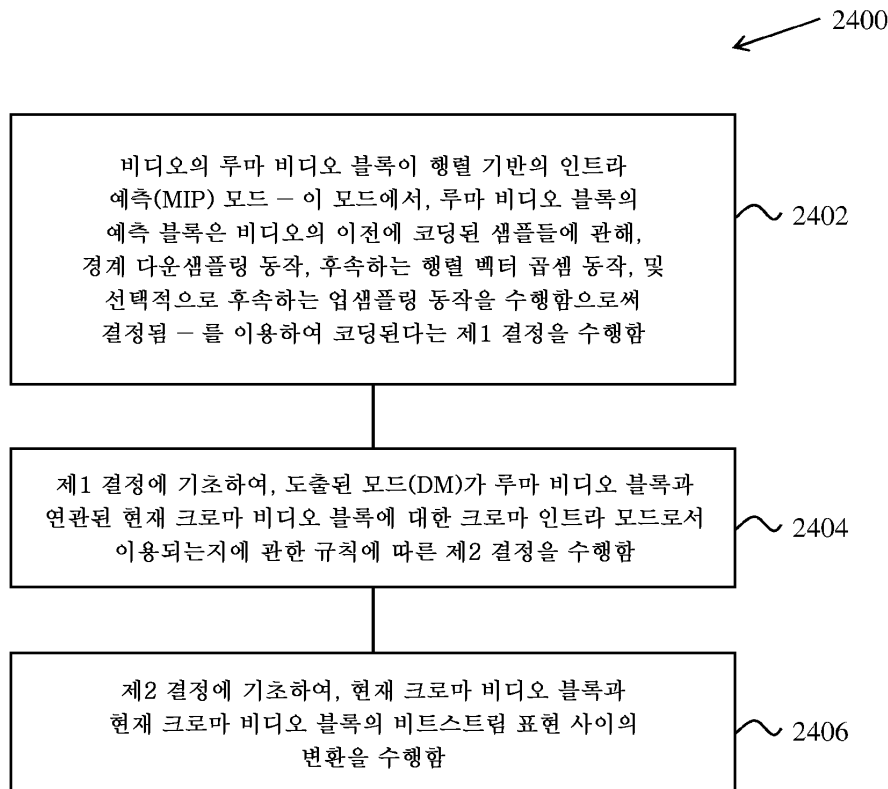 2400
비디오의 루마 비디오 블록이 행렬 기반의 인트라
예측(MIP) 모드 – 이 모드에서, 루마 비디오 블록의
예측 블록은 비디오의 이전에 코딩된 샘플들에 관해,
경계 다운샘플링 동작, 후속하는 행렬 벡터 곱셈 동작, 및
선택적으로 후속하는 업샘플링 동작을 수행함으로써
결정됨 – 를 이용하여 코딩된다는 제1 결정을 수행함
2402
제1 결정에 기초하여, 도출된 모드(DM)가 루마 비디오 블록과
연관된 현재 크로마 비디오 블록에 대한 크로마 인트라 모드로서
이용되는지에 관한 규칙에 따른 제2 결정을 수행함
2404
제2 결정에 기초하여, 현재 크로마 비디오 블록과
현재 크로마 비디오 블록의 비트스트림 표현 사이의
변환을 수행함
2406